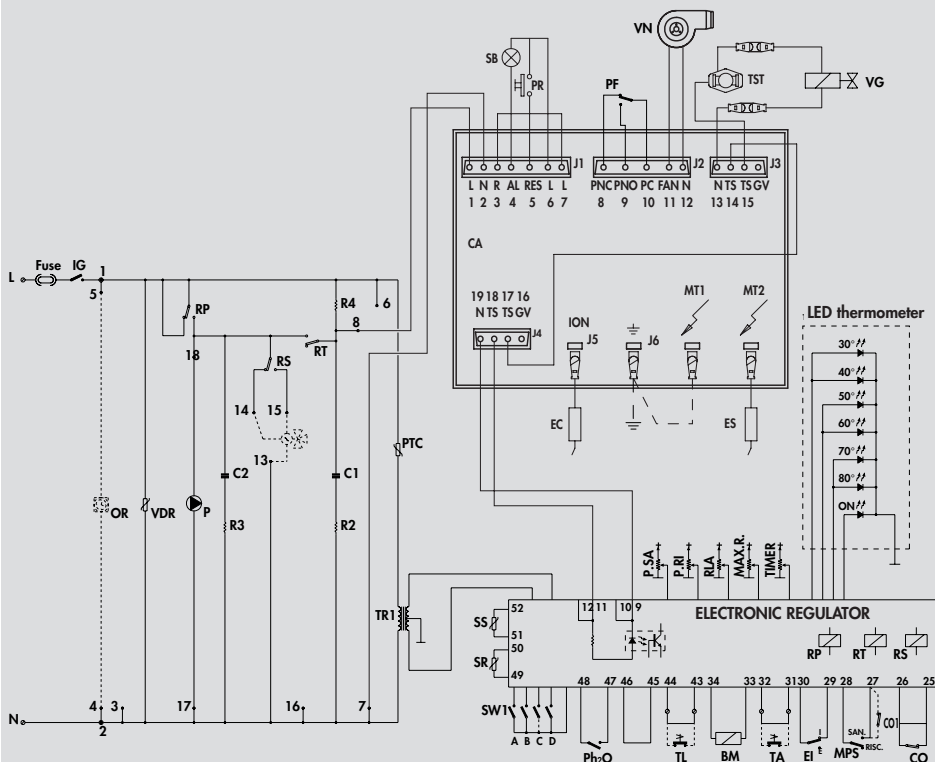 VN
SB
PR
PF
TST
VG
J1
J2
J3
L N R AL RES L L
1 2 3 4 5 6 7
PNC PNO PC FAN N
8 9 10 11 12
N TS TS GV
13 14 15
CA
Fuse
IG
L
1
5
RP
R4
6
8
18
RT
RS
14
15
13
19 18 17 16
N TS TS GV
J4
ION
J5
J6
MT1
MT2
EC
ES
LED thermometer
30°
40°
50°
60°
70°
80°
ON
PTC
C2
C1
OR
VDR
P
R3
R2
TR1
P.SA
P.RI
RLA
MAX.R.
TIMER
ELECTRONIC REGULATOR
52
51
50
49
SS
SR
12 11
10 9
RP
RT
RS
48 47 46 45 44 43 34 33 32 31 30 29 28 27 26 25
N
4
3
2
17
16
7
SW1
A B C D
Ph2O
TL
BM
TA
EI
E
SAN.
MPS
RISC.
CO1
CO